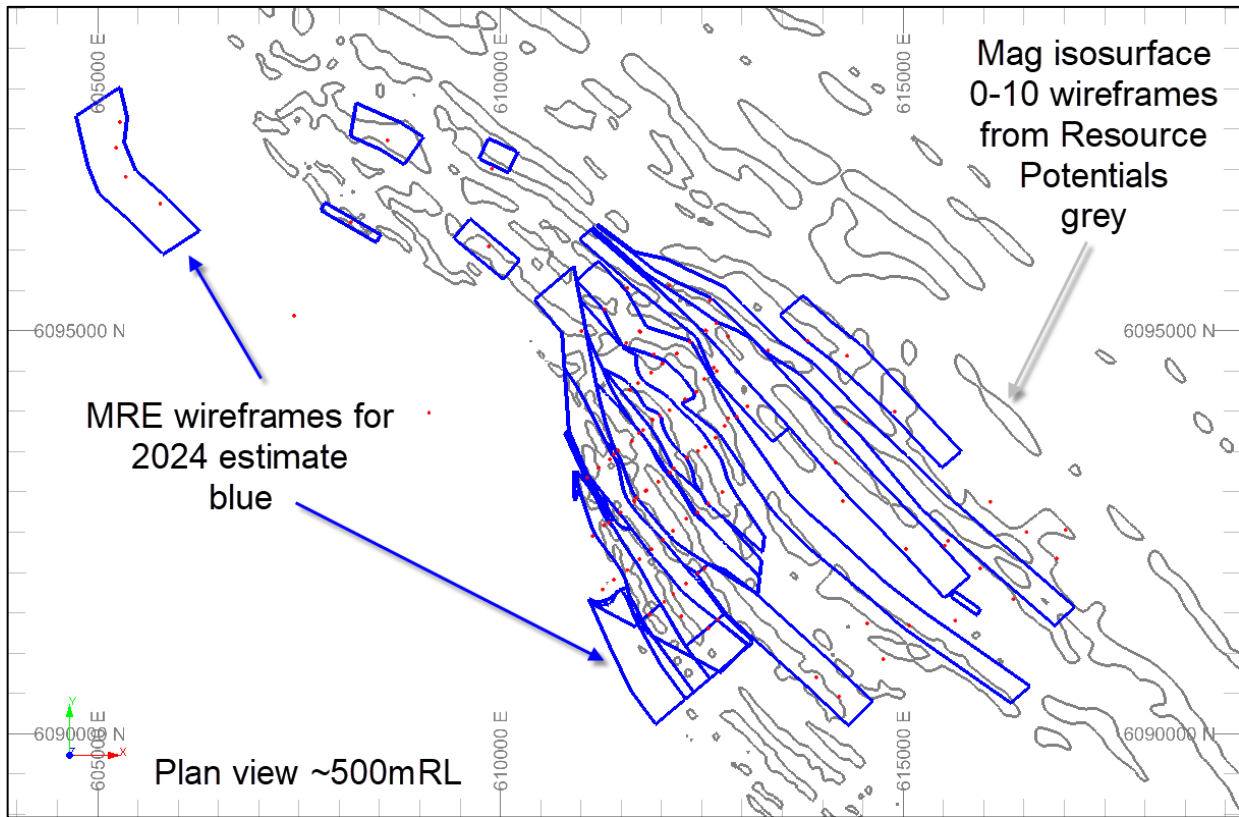 605000 E
610000 E
615000 E
Mag isosurface
0-10 wireframes
from Resource
Potentials
grey
6095000 N
6095000 N
MRE wireframes for
2024 estimate
blue
Y
Z
X
6090000 N
605000 E
610000 E
615000 E
6090000 N
Plan view ~500mRL